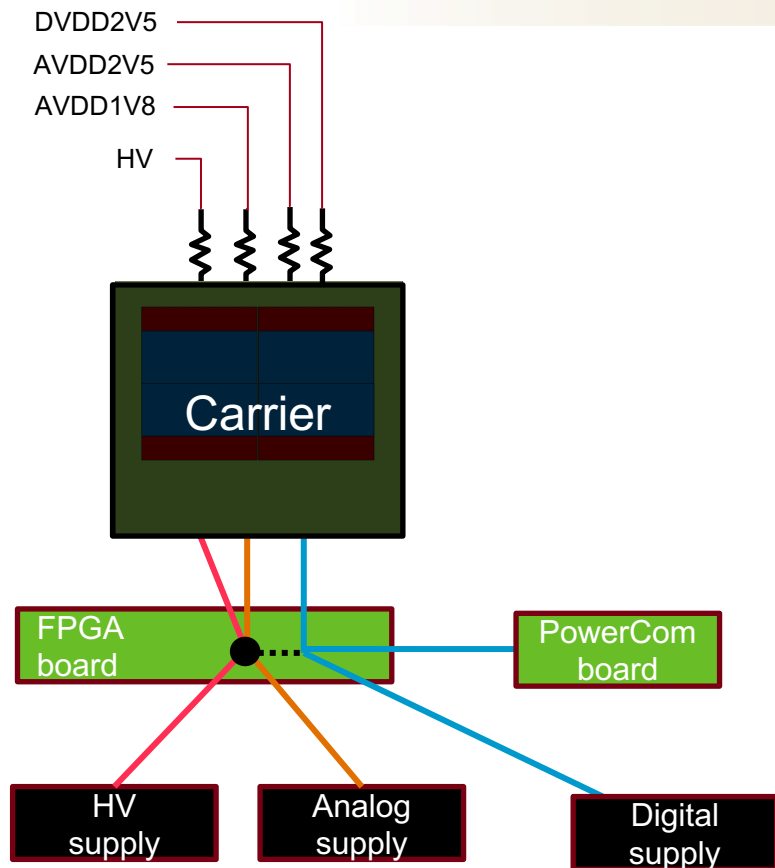 DVDD2V5
AVDD2V5
AVDD1V8
HV
Carrier
FPGA
board
PowerCom
board
HV
supply
Analog
supply
Digital
supply